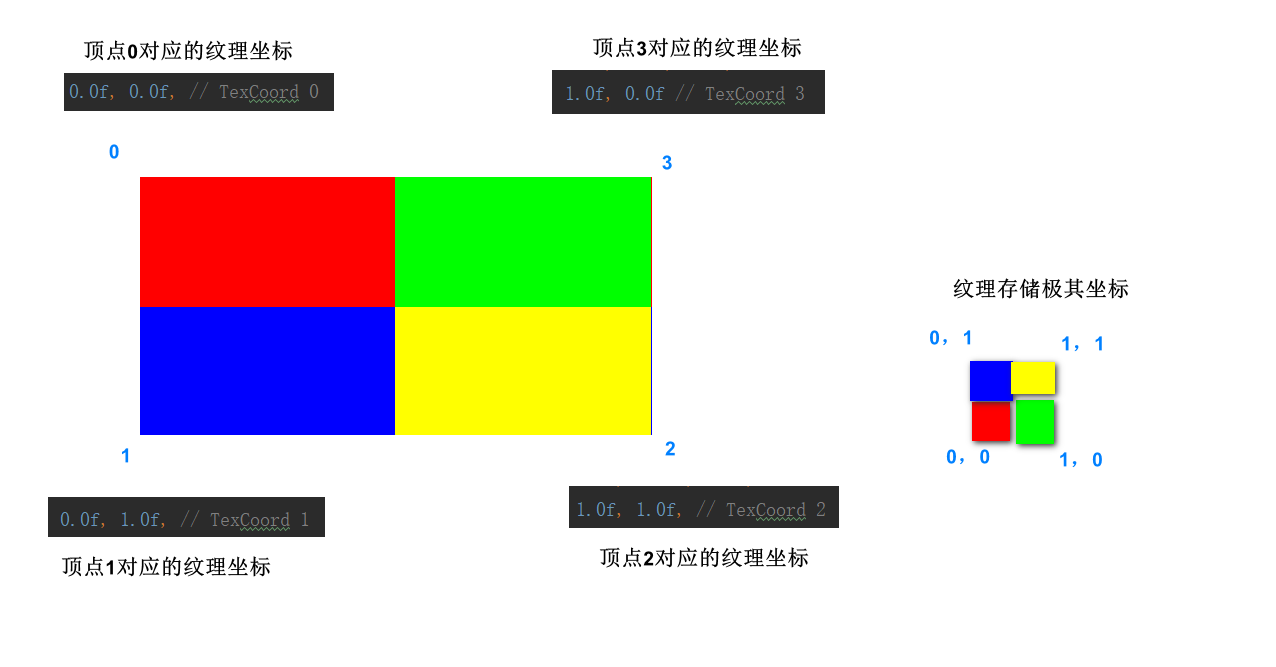 顶点0对应的纹理坐标
顶点3对应的纹理坐标
0.0f, 0.0f, // TexCoord 0
1.0f, 0.0f // TexCoord 3
0
3
纹理存储极其坐标
0，1
1，1
0，0
1，0
1
2
0.0f, 1.0f, // TexCoord 1
1.0f, 1.0f, // TexCoord 2
顶点1对应的纹理坐标
顶点2对应的纹理坐标